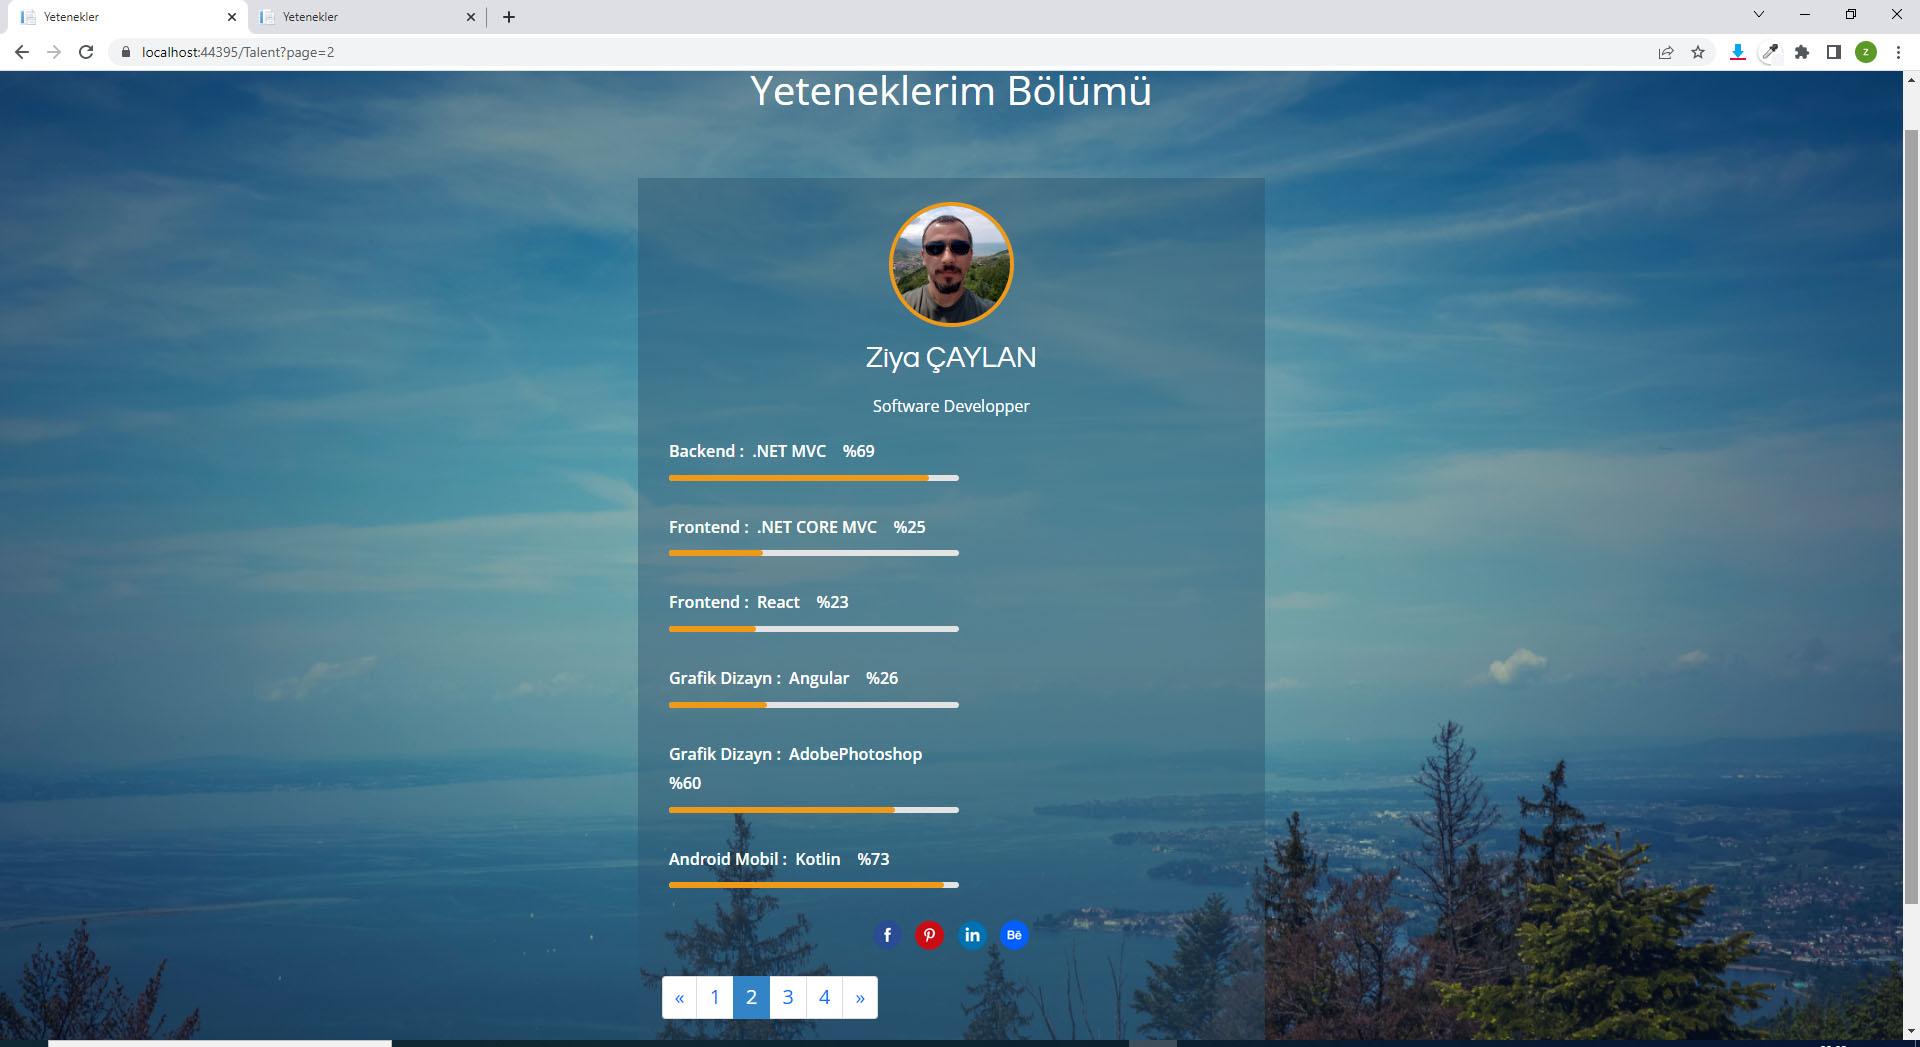 Yetenekler
Yetenekler
localhost:44395/Talent?page=2
z
Yeteneklerim Bölümü
Ziya ÇAYLAN
Software Developper
Backend : .NET MVC %69
Frontend : .NET CORE MVC %25
Frontend : React %23
Grafik Dizayn : Angular %26
Grafik Dizayn : AdobePhotoshop
%60
Android Mobil : Kotlin %73
f in Bē
« 1 2 3 4 »